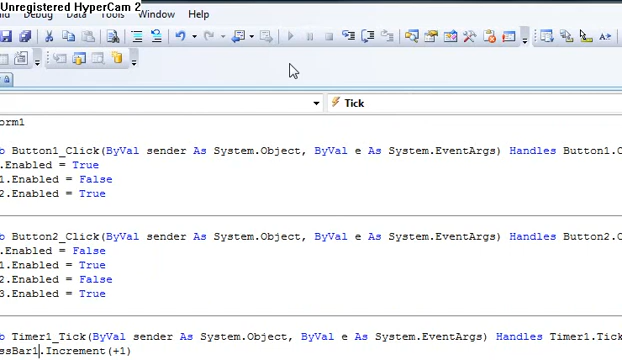 Unregistered HyperCam 2
Debug Data Tools Window Help
Tick
orm1
b Button1_Click(ByVal sender As System.Object, ByVal e As System.EventArgs) Handles Button1.C
.Enabled = True
1.Enabled = False
2.Enabled = True
b Button2_Click(ByVal sender As System.Object, ByVal e As System.EventArgs) Handles Button2.C
.Enabled = False
1.Enabled = True
2.Enabled = False
3.Enabled = True
b Timer1_Tick(ByVal sender As System.Object, ByVal e As System.EventArgs) Handles Timer1.Tick
essBar1.Increment(+1)